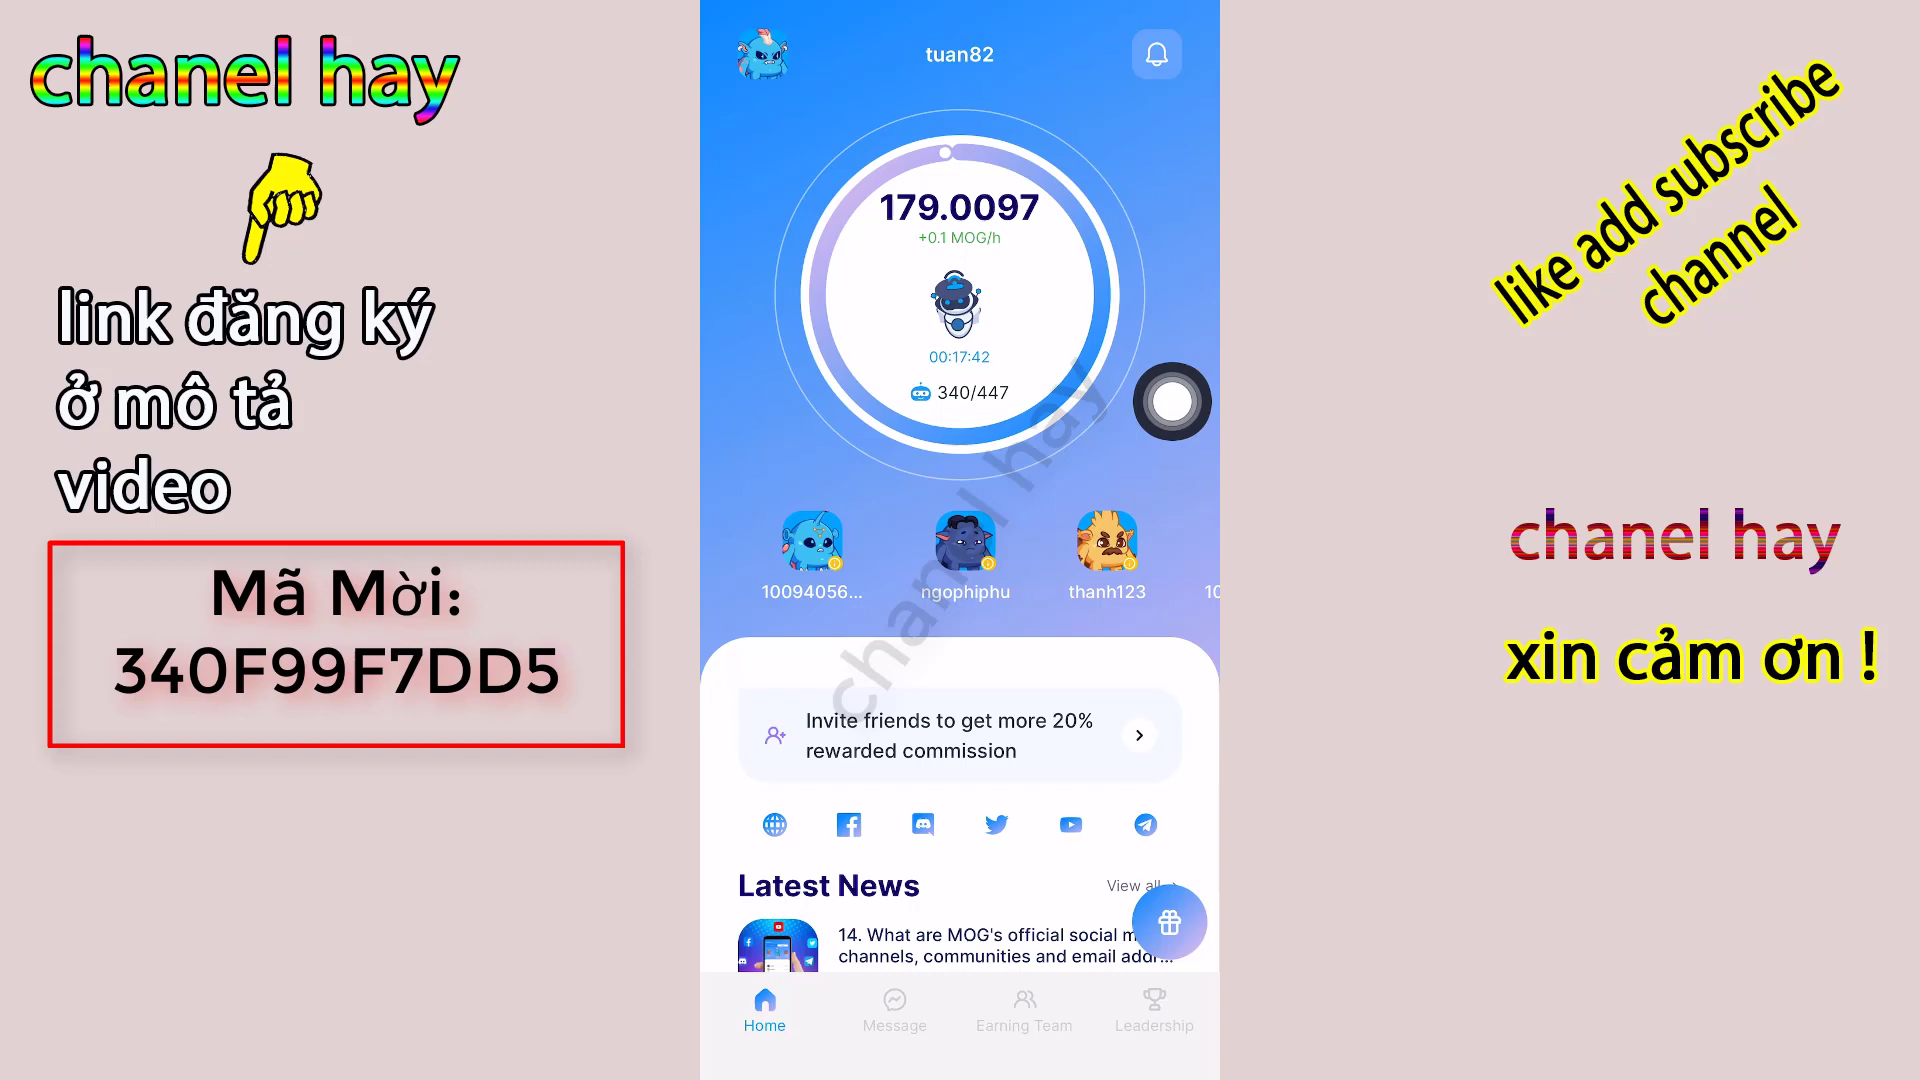 chanel hay
link đăng ký
ở mô tả
video
Mã Mời:
340F99F7DD5
tuan82
179.0097
+0.1 MOG/h
00:17:42
340/447
10094056...
ngophiphu
thanh123
10
chanl hay
Invite friends to get more 20%
rewarded commission
Latest News
View all
14. What are MOG's official social m
channels, communities and email addr...
Home
Message
Earning Team
Leadership
like add subscribe
channel
chanel hay
xin cảm ơn !